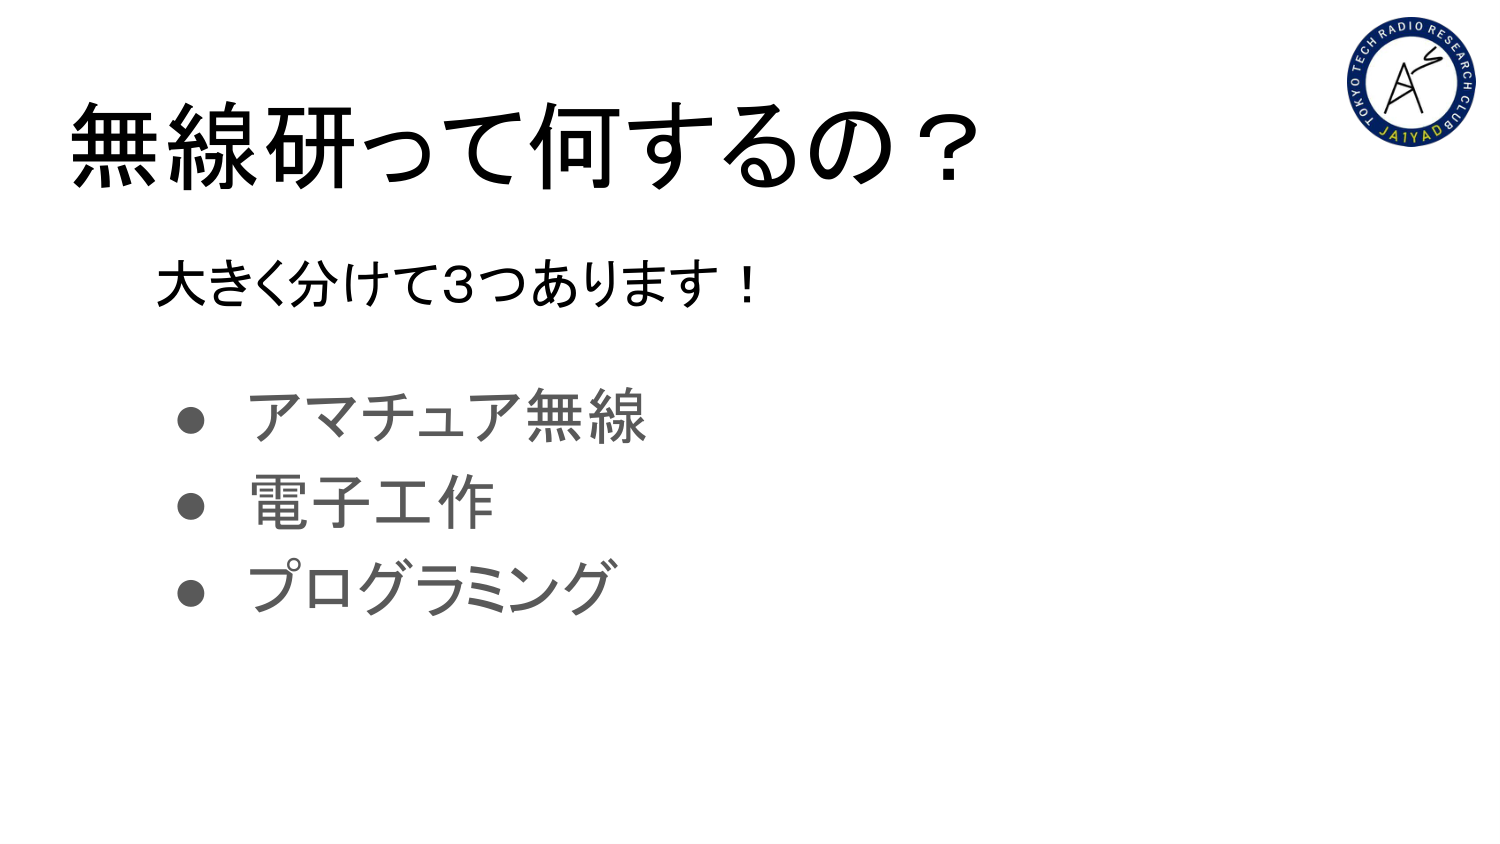 無線研って何するの？
TOKYO TECH RADIO RESEARCH CLUB
JA1YAD
大きく分けて3つあります！
● アマチュア無線
● 電子工作
● プログラミング